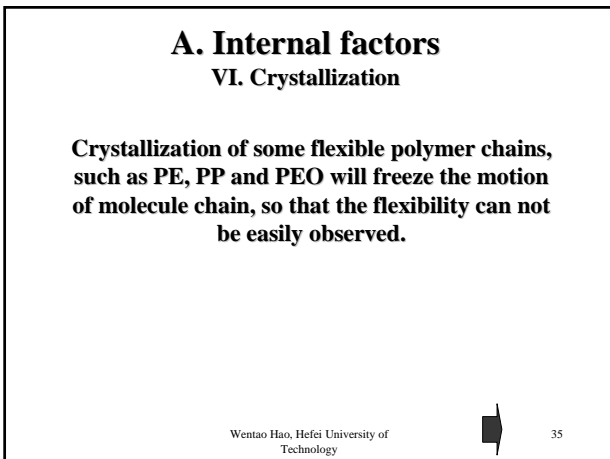 A. Internal factors
VI. Crystallization
Crystallization of some flexible polymer chains,
such as PE, PP and PEO will freeze the motion
of molecule chain, so that the flexibility can not
be easily observed.
Wentao Hao, Hefei University of
Technology
35